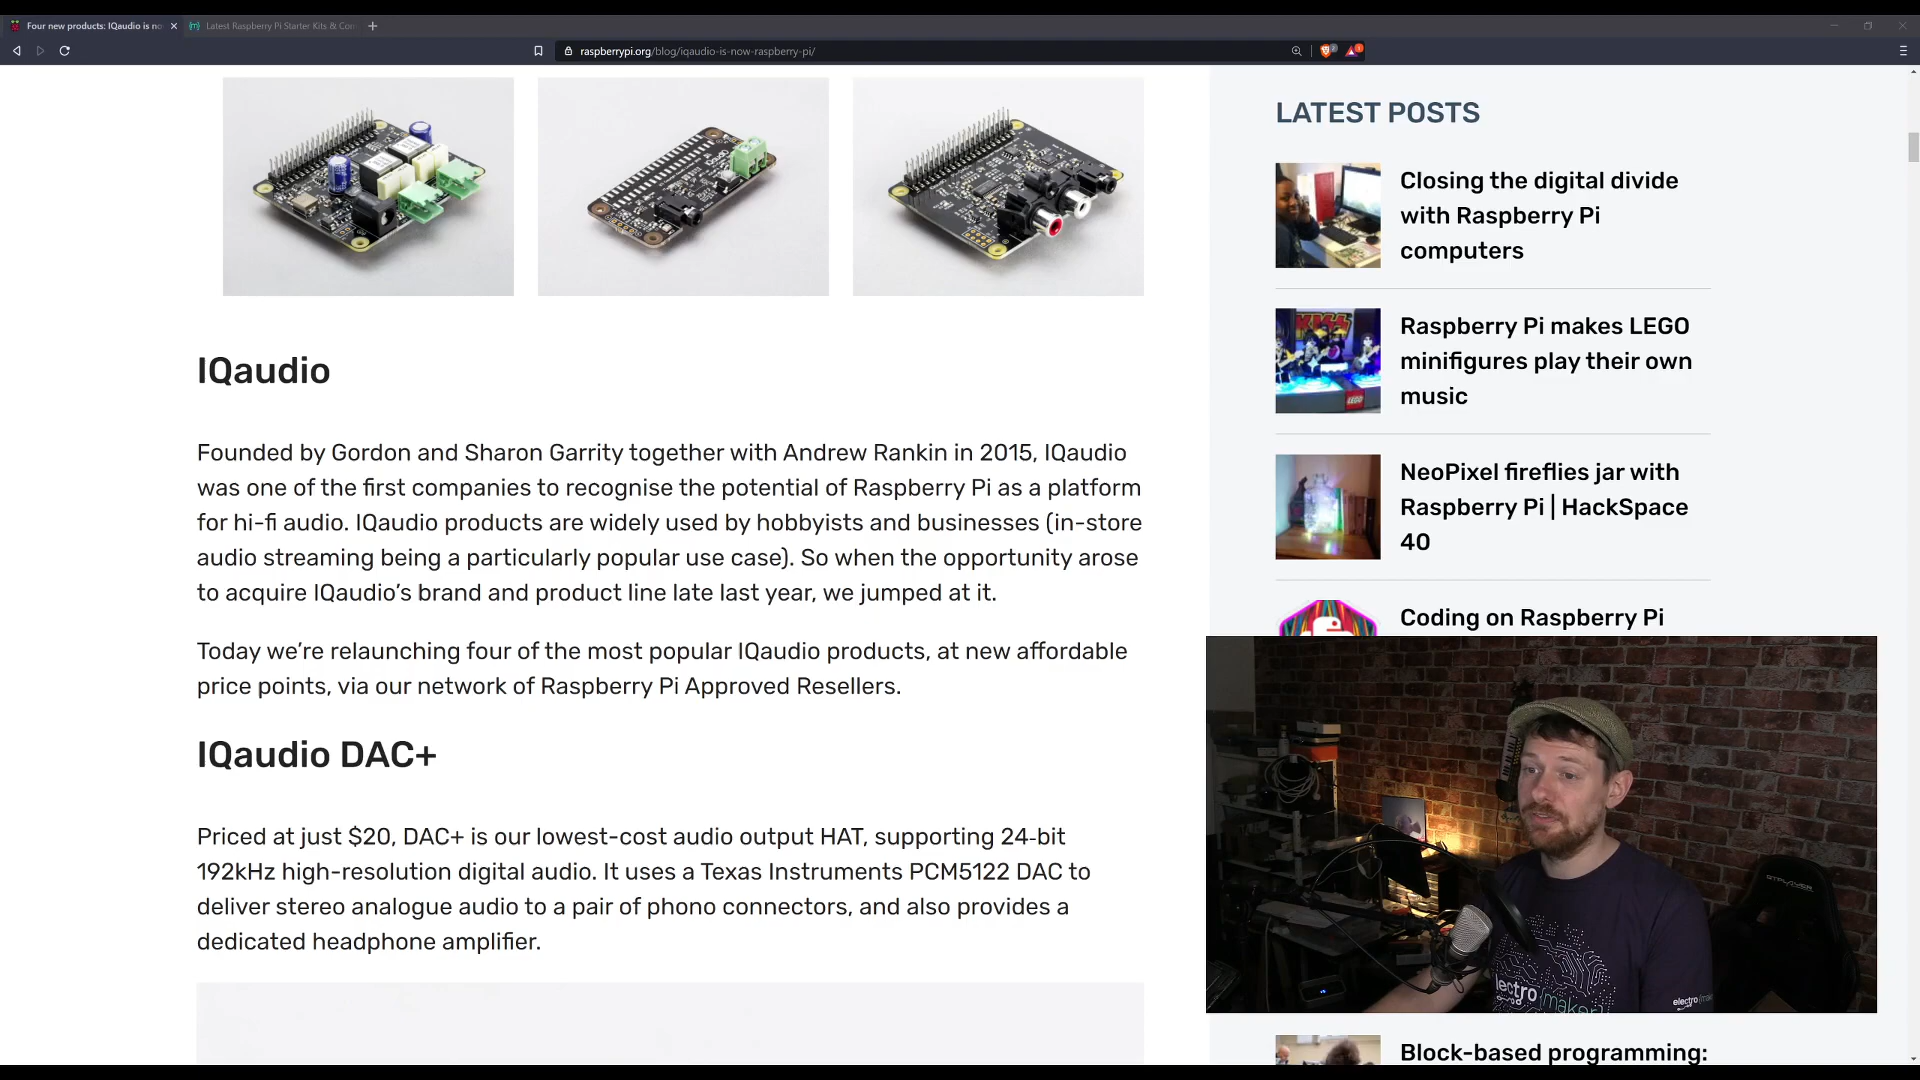 Four new products: IQaudio is no
Latest Raspberry Pi Starter Kits & Con
raspberrypi.org/blog/iqaudio-is-now-raspberry-pi/
LATEST POSTS
Closing the digital divide
with Raspberry Pi
computers
Raspberry Pi makes LEGO
minifigures play their own
music
NeoPixel fireflies jar with
Raspberry Pi | HackSpace
40
Coding on Raspberry Pi
Block-based programming:
IQaudio
Founded by Gordon and Sharon Garrity together with Andrew Rankin in 2015, IQaudio
was one of the first companies to recognise the potential of Raspberry Pi as a platform
for hi-fi audio. IQaudio products are widely used by hobbyists and businesses (in-store
audio streaming being a particularly popular use case). So when the opportunity arose
to acquire IQaudio’s brand and product line late last year, we jumped at it.
Today we’re relaunching four of the most popular IQaudio products, at new affordable
price points, via our network of Raspberry Pi Approved Resellers.
IQaudio DAC+
Priced at just $20, DAC+ is our lowest-cost audio output HAT, supporting 24-bit
192kHz high-resolution digital audio. It uses a Texas Instruments PCM5122 DAC to
deliver stereo analogue audio to a pair of phono connectors, and also provides a
dedicated headphone amplifier.
KISS
LEGO
GTPLAYER
lectro {maker
electro {maker